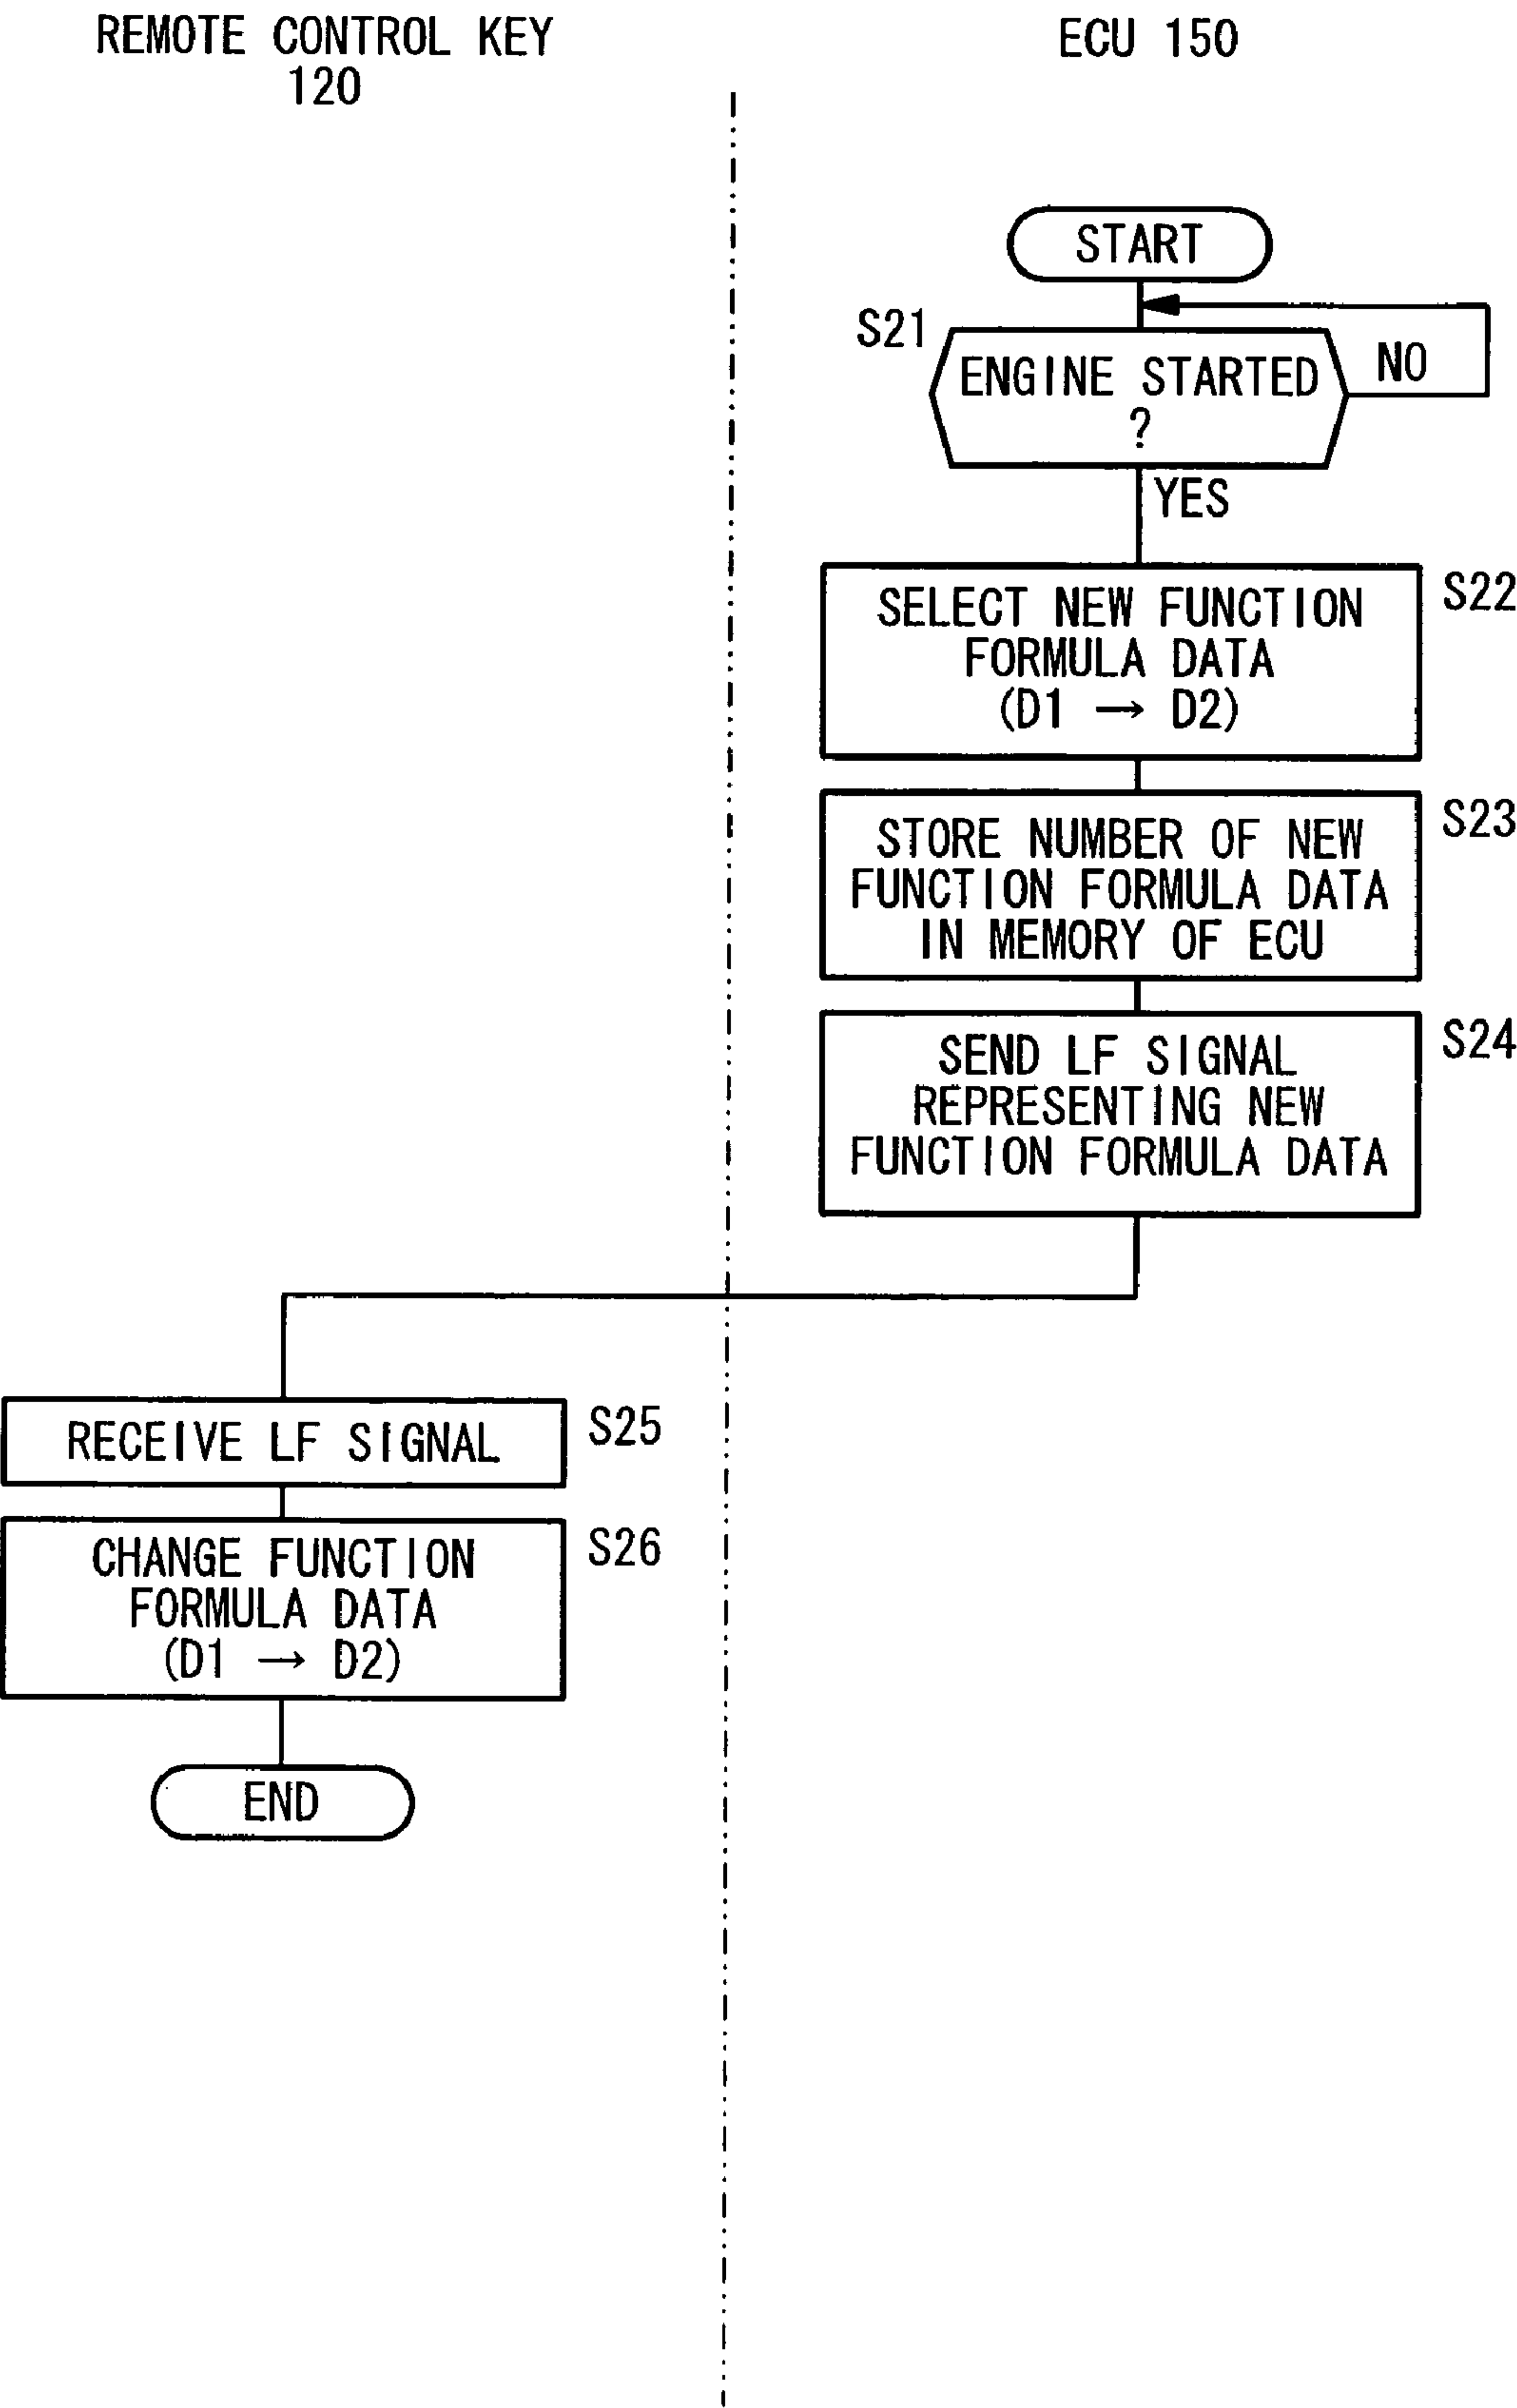 REMOTE CONTROL KEY
120
ECU 150
START
S21
ENGINE STARTED
?
NO
YES
S22
SELECT NEW FUNCTION
FORMULA DATA
(D1 → D2)
S23
STORE NUMBER OF NEW
FUNCTION FORMULA DATA
IN MEMORY OF ECU
S24
SEND LF SIGNAL
REPRESENTING NEW
FUNCTION FORMULA DATA
RECEIVE LF SIGNAL
S25
CHANGE FUNCTION
FORMULA DATA
(D1 → D2)
S26
END